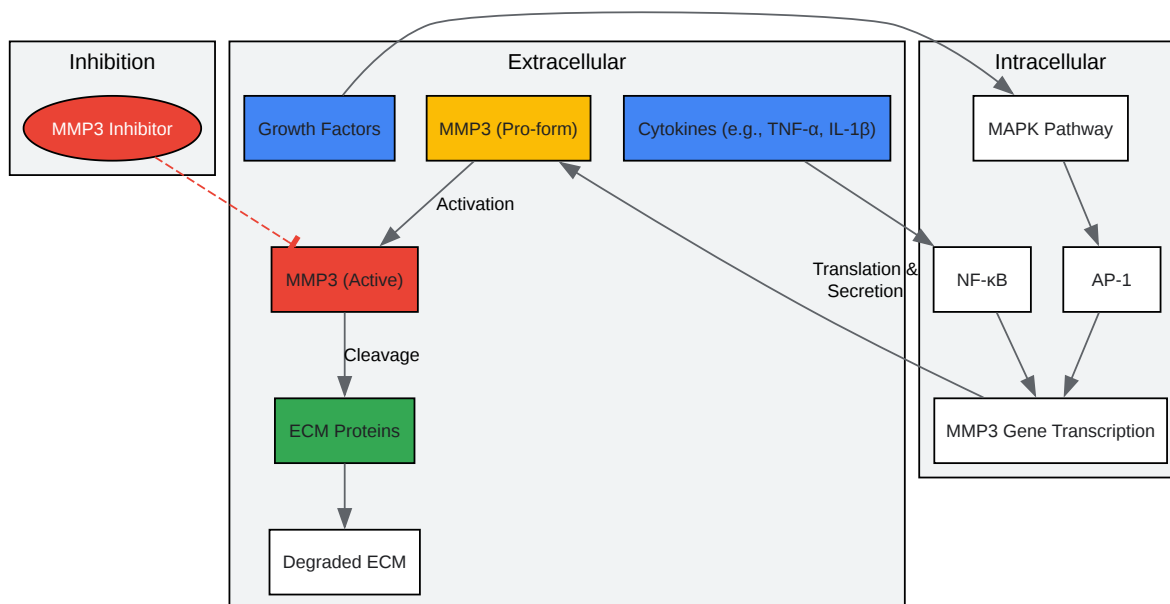 Inhibition
Extracellular
Intracellular
MMP3 Inhibitor
Growth Factors
MMP3 (Pro-form)
Cytokines (e.g., TNF-α, IL-1β)
MAPK Pathway
Activation
MMP3 (Active)
Translation &
Secretion
NF-κB
AP-1
Cleavage
ECM Proteins
MMP3 Gene Transcription
Degraded ECM